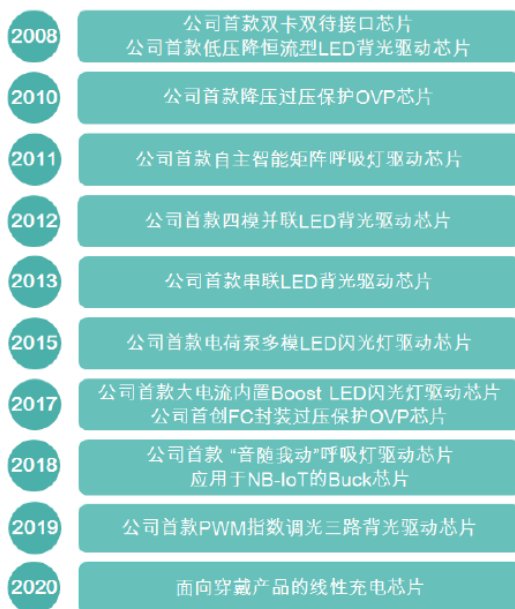 2008
公司首款双卡双待接口芯片
公司首款低压降恒流型LED背光驱动芯片
2010
公司首款降压过压保护OVP芯片
2011
公司首款自主智能矩阵呼吸灯驱动芯片
2012
公司首款四模并联LED背光驱动芯片
2013
公司首款串联LED背光驱动芯片
2015
公司首款电荷泵多模LED闪光灯驱动芯片
2017
公司首款大电流内置Boost LED闪光灯驱动芯片
公司首创FC封装过压保护OVP芯片
2018
公司首款 “音随我动”呼吸灯驱动芯片
应用于NB-IoT的Buck芯片
2019
公司首款PWM指数调光三路背光驱动芯片
2020
面向穿戴产品的线性充电芯片